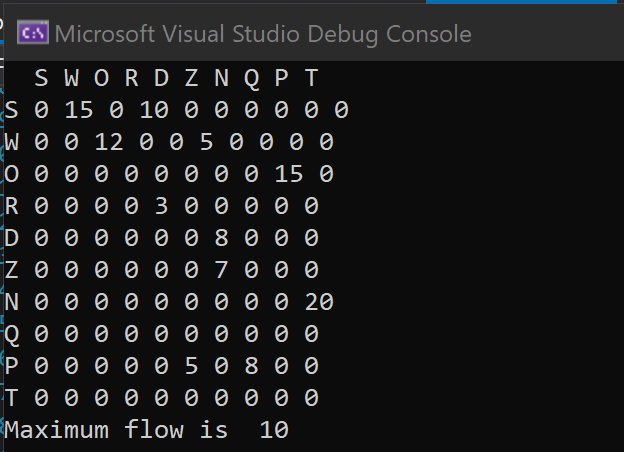 Microsoft Visual Studio Debug Console
S W O R D Z N Q P T
S 0 15 0 10 0 0 0 0 0 0 0
W 0 0 12 0 0 5 0 0 0 0
O 0 0 0 0 0 0 0 0 15 0
R 0 0 0 0 3 0 0 0 0 0
D 0 0 0 0 0 0 8 0 0 0
Z 0 0 0 0 0 0 7 0 0 0
N 0 0 0 0 0 0 0 0 0 20
Q 0 0 0 0 0 0 0 0 0 0
P 0 0 0 0 0 5 0 8 0 0
T 0 0 0 0 0 0 0 0 0 0
Maximum flow is  10